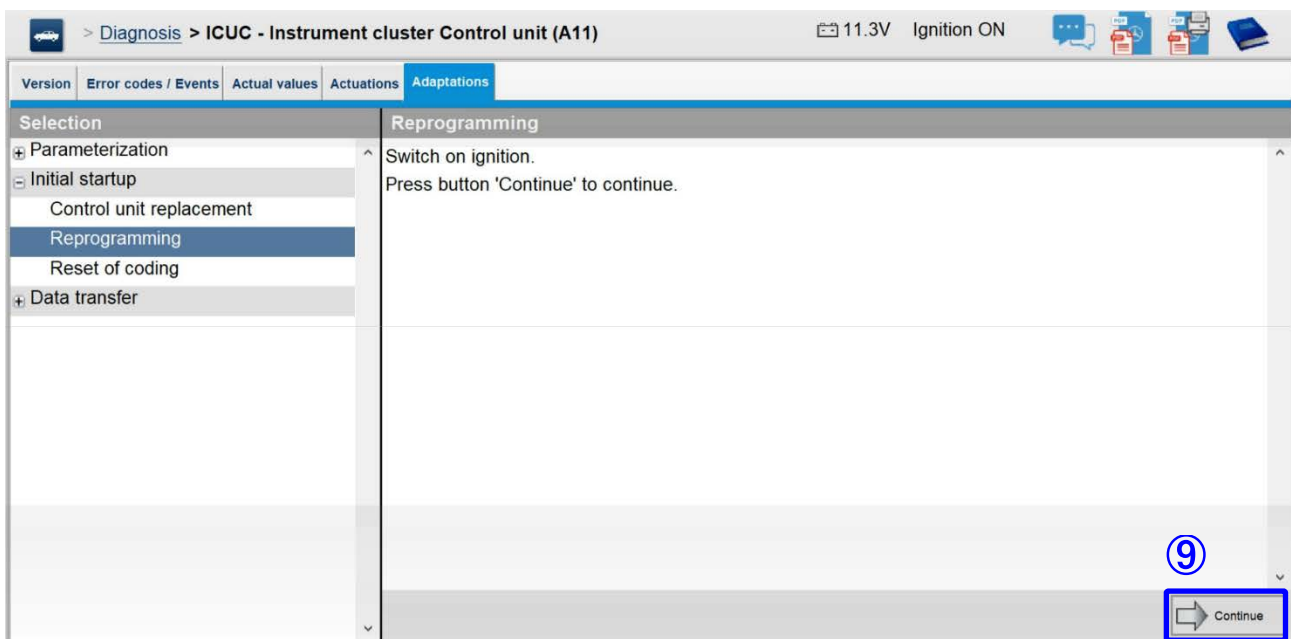 > Diagnosis > ICUC - Instrument cluster Control unit (A11) 11.3V Ignition ON
Version Error codes / Events Actual values Actuations Adaptations
Selection
Parameterization
Initial startup
Control unit replacement
Reprogramming
Reset of coding
Data transfer
Reprogramming
Switch on ignition.
Press button 'Continue' to continue.
⑨
Continue